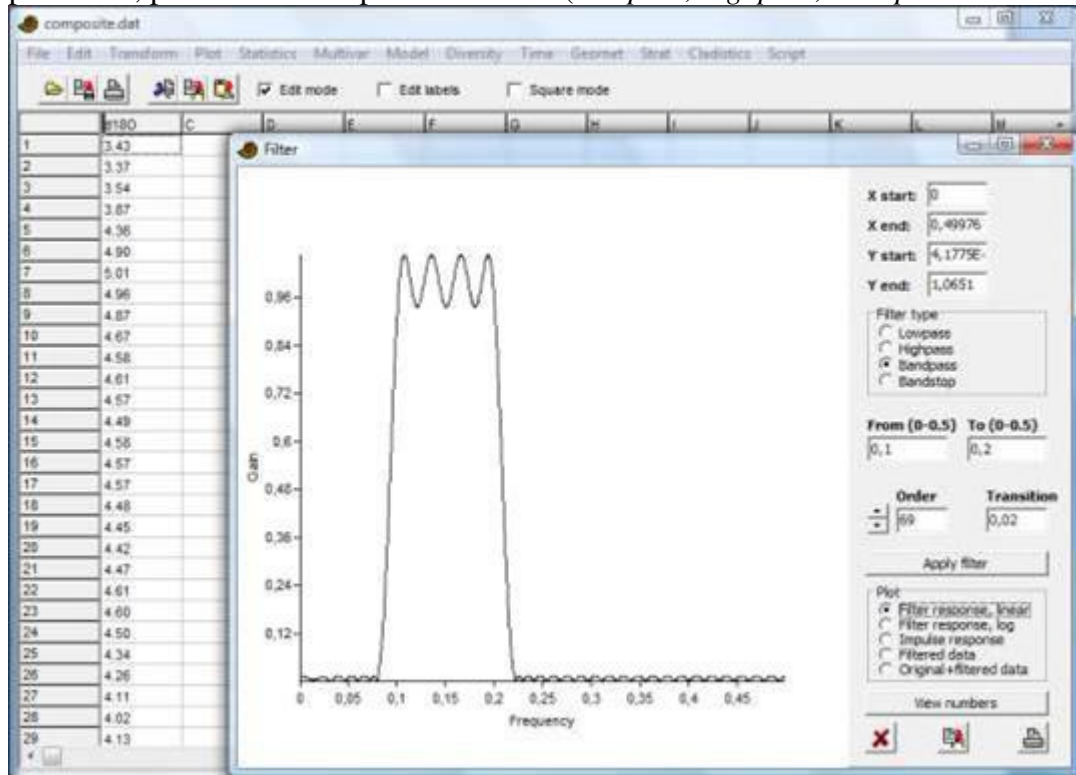 composite.dat
File Edit Transform Plot Statistics Multivar Model Diversity Time Geomet Strat Cladistics Script
Edit mode Edit labels Square mode
d18O C D E F G H I J K L M
1 3.43
2 3.37
3 3.54
4 3.87
5 4.36
6 4.90
7 5.01
8 4.96
9 4.87
10 4.67
11 4.58
12 4.61
13 4.57
14 4.49
15 4.58
16 4.57
17 4.57
18 4.48
19 4.45
20 4.42
21 4.47
22 4.61
23 4.60
24 4.50
25 4.34
26 4.26
27 4.11
28 4.02
29 4.13
Filter
0,96
0,84
0,72
0,6
0,48
0,36
0,24
0,12
Gain
0 0,05 0,1 0,15 0,2 0,25 0,3 0,35 0,4 0,45
Frequency
X start: 0
X end: 0,49976
Y start: 4,1775E-
Y end: 1,0651
Filter type
Lowpass
Highpass
Bandpass
Bandstop
From (0-0.5) To (0-0.5)
0,1 0,2
Order Transition
69 0,02
Apply filter
Plot
Filter response, linear
Filter response, log
Impulse response
Filtered data
Original+filtered data
View numbers